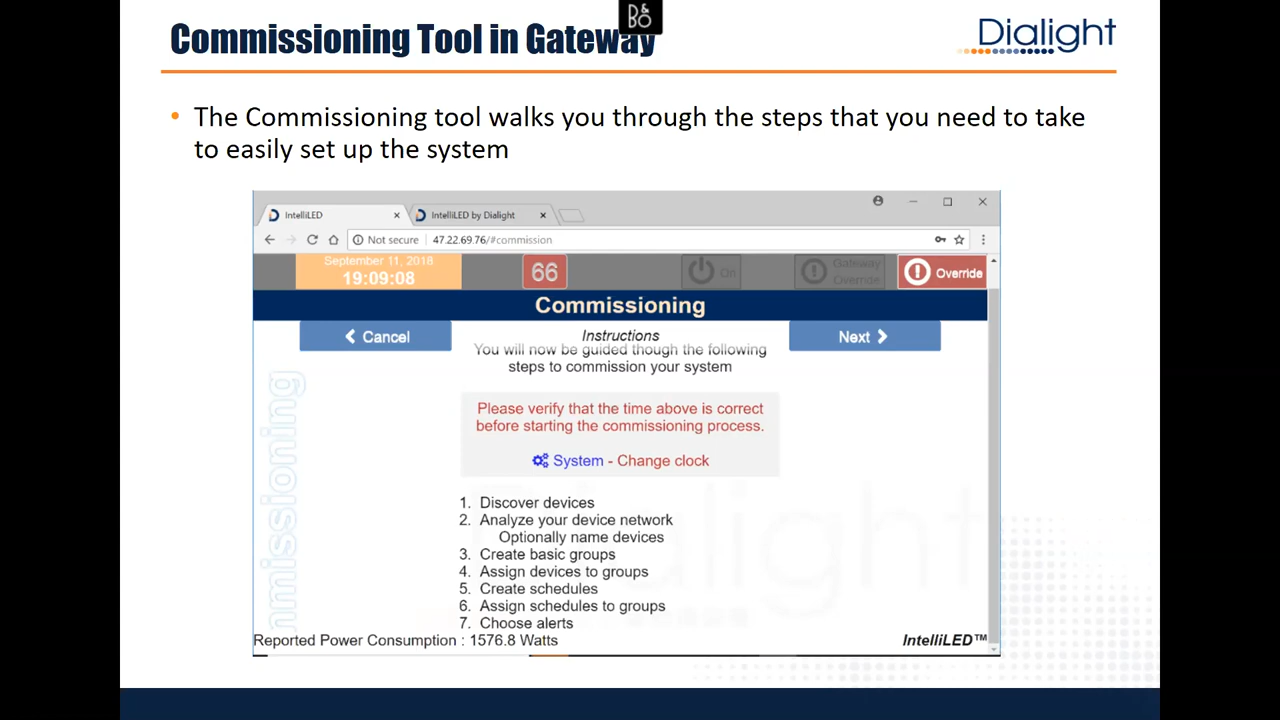 Commissioning Tool in Gateway
B&O
Dialight
• The Commissioning tool walks you through the steps that you need to take
to easily set up the system
IntelliLED
IntelliLED by Dialight
Not secure 47.22.69.76/#commission
September 11, 2018
19:09:08
66
On
Gateway
Override
Override
Commissioning
Cancel
Instructions
Next
You will now be guided though the following
steps to commission your system
Please verify that the time above is correct
before starting the commissioning process.
System - Change clock
1. Discover devices
2. Analyze your device network
Optionally name devices
3. Create basic groups
4. Assign devices to groups
5. Create schedules
6. Assign schedules to groups
7. Choose alerts
nmissioning
Dialight
Reported Power Consumption : 1576.8 Watts
IntelliLED™